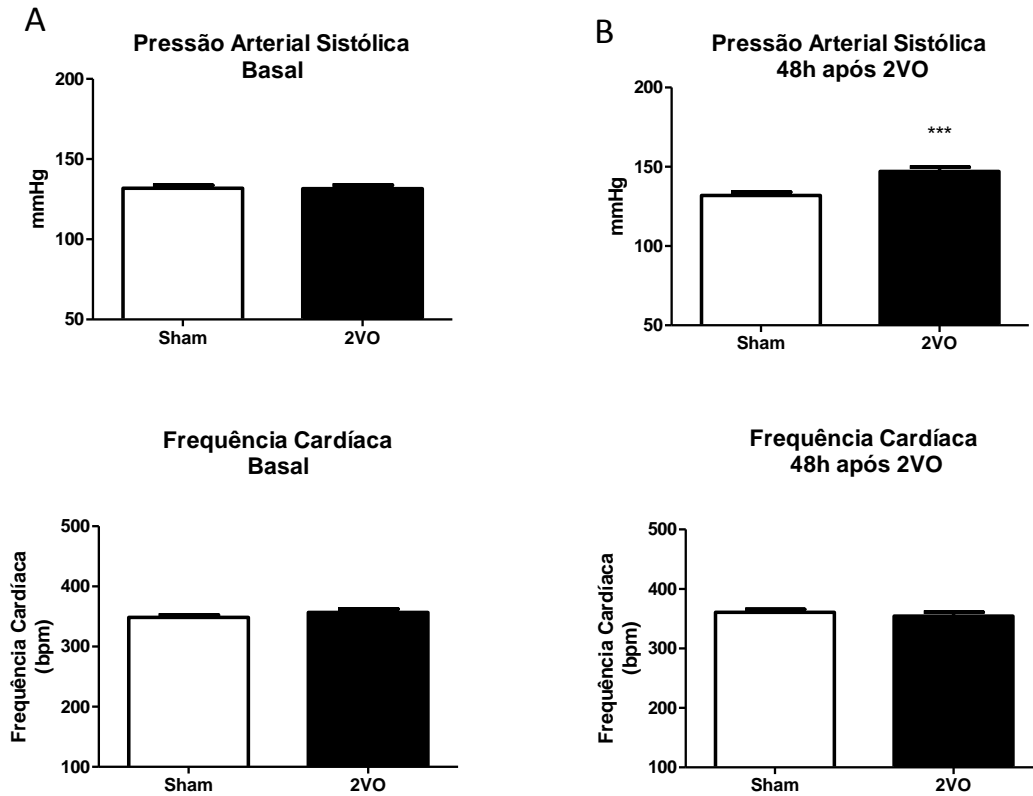 A
Pressão Arterial Sistólica
Basal
200
150
100
50
mmHg
Sham 2VO
B
Pressão Arterial Sistólica
48h após 2VO
200
150
100
50
mmHg
***
Sham 2VO
Frequência Cardíaca
Basal
500
400
300
200
100
Frequência Cardíaca
(bpm)
Sham 2VO
Frequência Cardíaca
48h após 2VO
500
400
300
200
100
Frequência Cardíaca
(bpm)
Sham 2VO